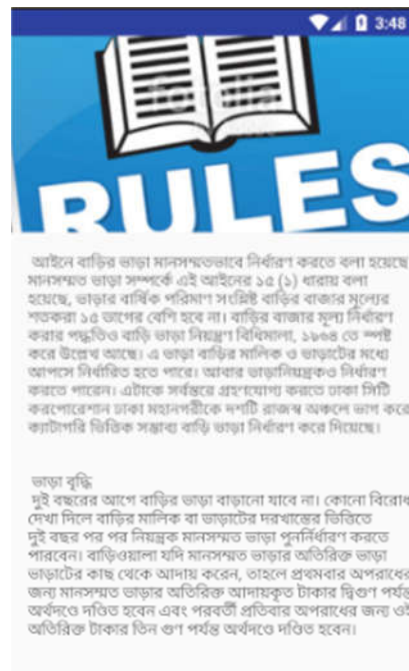 3:48
RULES
আইনে বাড়ির ভাড়া মানসম্মতভাবে নির্ধারণ করতে বলা হয়েছে
মানসম্মত ভাড়া সম্পর্কে এই আইনের ১৫ (১) ধারায় বলা
হয়েছে, ভাড়ার বার্ষিক পরিমাণ সংশ্লিষ্ট বাড়ির বাজার মূল্যের
শতকরা ১৫ ভাগের বেশি হবে না। বাড়ির বাজার মূল্য নির্ধারণ
করার পদ্ধতিও বাড়ি ভাড়া নিয়ন্ত্রণ বিধিমালা, ১৯৬৪ তে স্পষ্ট
করে উল্লেখ আছে। এ ভাড়া বাড়ির মালিক ও ভাড়াটের মধ্যে
আপসে নির্ধারিত হতে পারে। আবার ভাড়ানিয়ন্ত্রকও নির্ধারণ
করতে পারেন। এটাকে সর্বস্তরে গ্রহণযোগ্য করতে ঢাকা সিটি
করপোরেশান ঢাকা মহানগরীকে দশটি রাজস্ব অঞ্চলে ভাগ করে
ক্যাটাগরি ভিত্তিক সম্ভাব্য বাড়ি ভাড়া নির্ধারণ করে দিয়েছে।
ভাড়া বৃদ্ধি
দুই বছরের আগে বাড়ির ভাড়া বাড়ানো যাবে না। কোনো বিরোধ
দেখা দিলে বাড়ির মালিক বা ভাড়াটের দরখাস্তের ভিত্তিতে
দুই বছর পর পর নিয়ন্ত্রক মানসম্মত ভাড়া পুনর্নির্ধারণ করতে
পারবেন। বাড়িওয়ালা যদি মানসম্মত ভাড়ার অতিরিক্ত ভাড়া
ভাড়াটের কাছ থেকে আদায় করেন, তাহলে প্রথমবার অপরাধের
জন্য মানসম্মত ভাড়ার অতিরিক্ত আদায়কৃত টাকার দ্বিগুণ পর্যন্ত
অর্থদণ্ডে দণ্ডিত হবেন এবং পরবর্তী প্রতিবার অপরাধের জন্য ওই
অতিরিক্ত টাকার তিন গুণ পর্যন্ত অর্থদণ্ডে দণ্ডিত হবেন।